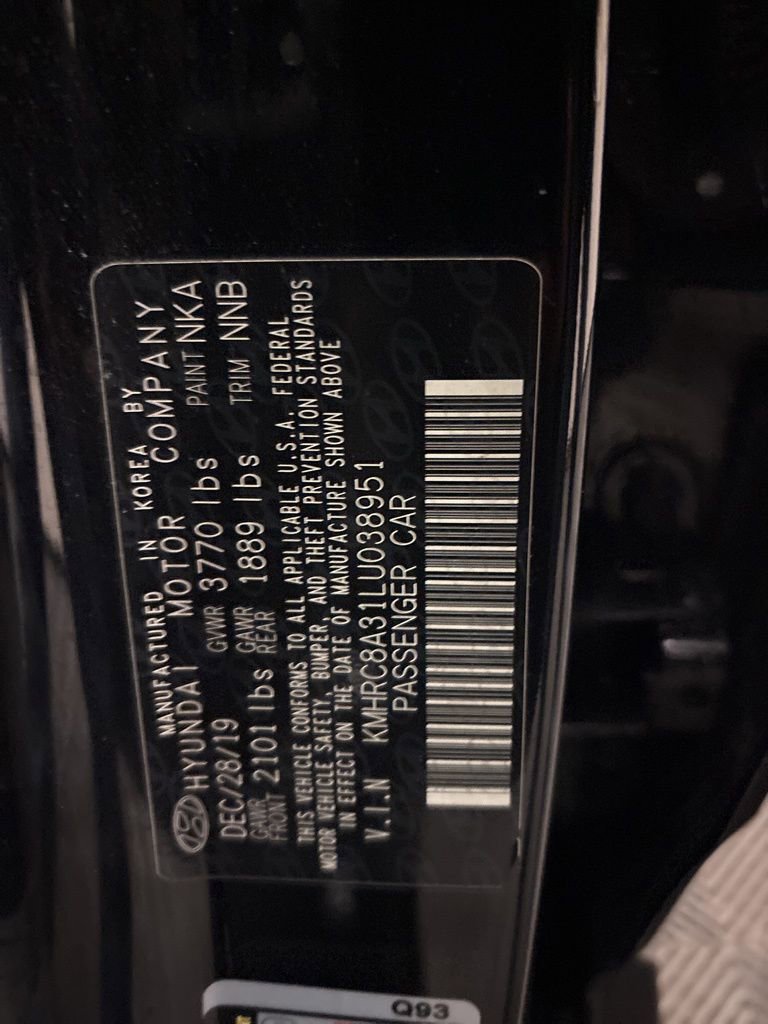 MANUFACTURED IN KOREA BY
HYUNDAI MOTOR COMPANY
DEC/28/19 GVWR 3770 lbs PAINT NKA
GAWR FRONT 2101 lbs GAWR REAR 1889 lbs TRIM NNB
THIS VEHICLE CONFORMS TO ALL APPLICABLE U.S.A. FEDERAL
MOTOR VEHICLE SAFETY, BUMPER, AND THEFT PREVENTION STANDARDS
IN EFFECT ON THE DATE OF MANUFACTURE SHOWN ABOVE
V.I.N KMHRC8A31LU038951
PASSENGER CAR
Q93